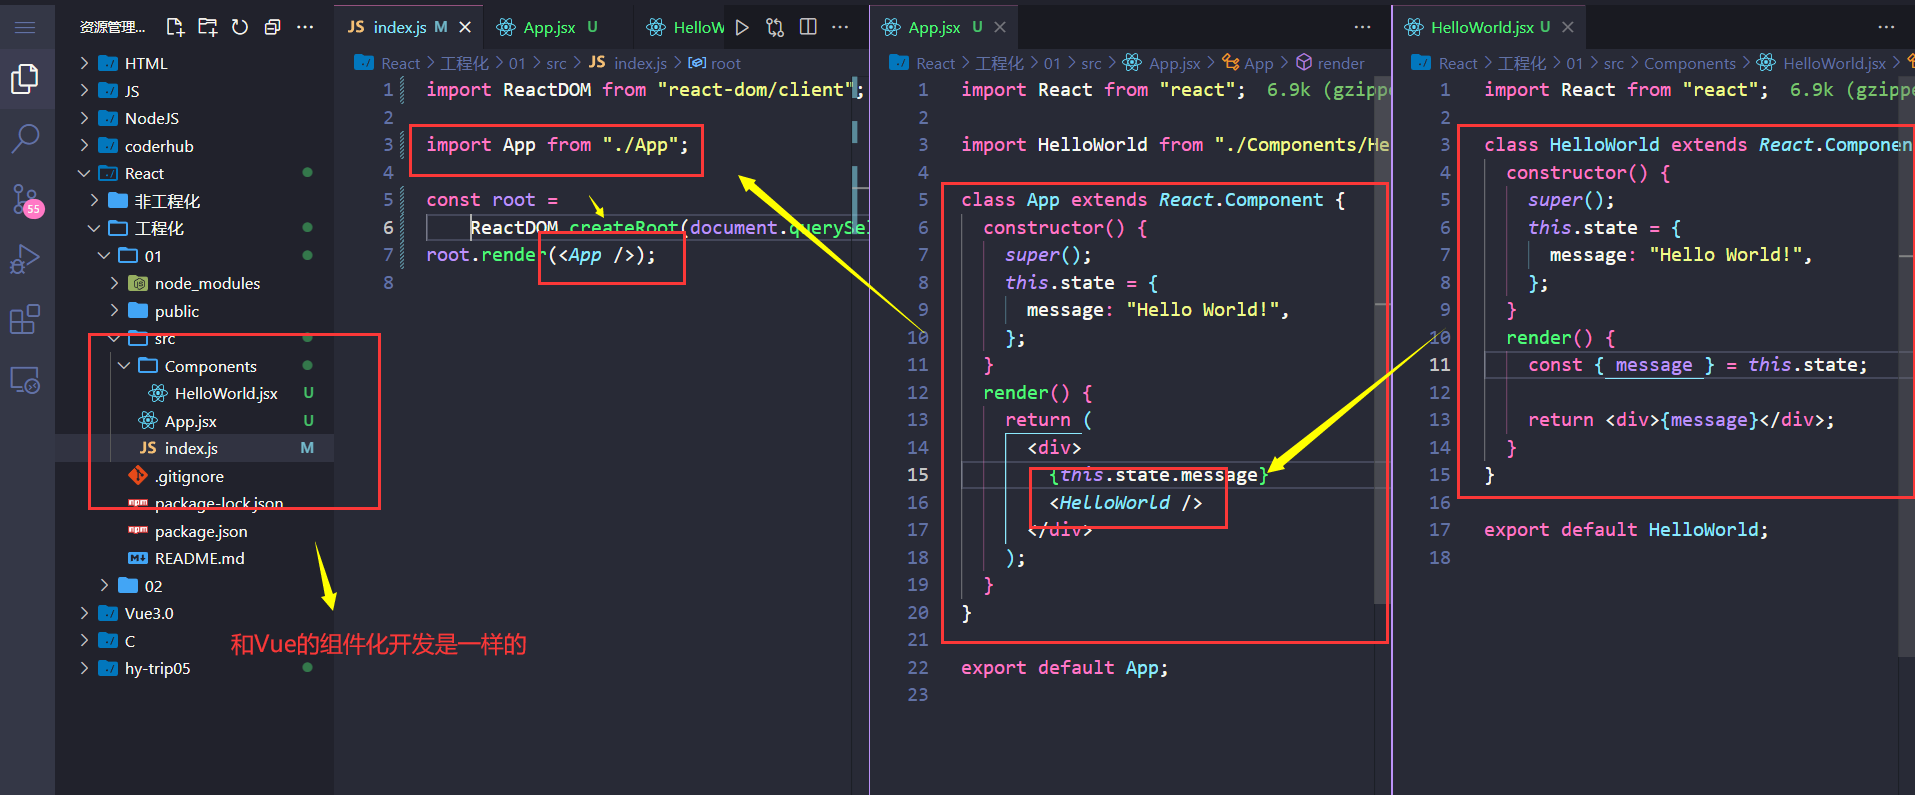 资源管理...
HTML
JS
NodeJS
coderhub
React
非工程化
工程化
01
node_modules
public
src
Components
HelloWorld.jsx U
App.jsx U
JS index.js M
.gitignore
package-lock.json
package.json
README.md
02
Vue3.0
C
hy-trip05
55
和Vue的组件化开发是一样的
JS index.js M
App.jsx U
HelloW
React > 工程化 > 01 > src > JS index.js > root
1 import ReactDOM from "react-dom/client";
2
3 import App from "./App";
4
5 const root =
6 ReactDOM.createRoot(document.querySel
7 root.render(<App />);
8
App.jsx U
React > 工程化 > 01 > src > App.jsx > App > render
1 import React from "react"; 6.9k (gzippe
2
3 import HelloWorld from "./Components/He
4
5 class App extends React.Component {
6 constructor() {
7 super();
8 this.state = {
9 message: "Hello World!",
10 };
11 }
12 render() {
13 return (
14 <div>
15 {this.state.message}
16 <HelloWorld />
17 </div>
18 );
19 }
20 }
21
22 export default App;
23
HelloWorld.jsx U
React > 工程化 > 01 > src > Components > HelloWorld.jsx >
1 import React from "react"; 6.9k (gzipp
2
3 class HelloWorld extends React.Componen
4 constructor() {
5 super();
6 this.state = {
7 message: "Hello World!",
8 };
9 }
10 render() {
11 const { message } = this.state;
12
13 return <div>{message}</div>;
14 }
15 }
16
17 export default HelloWorld;
18